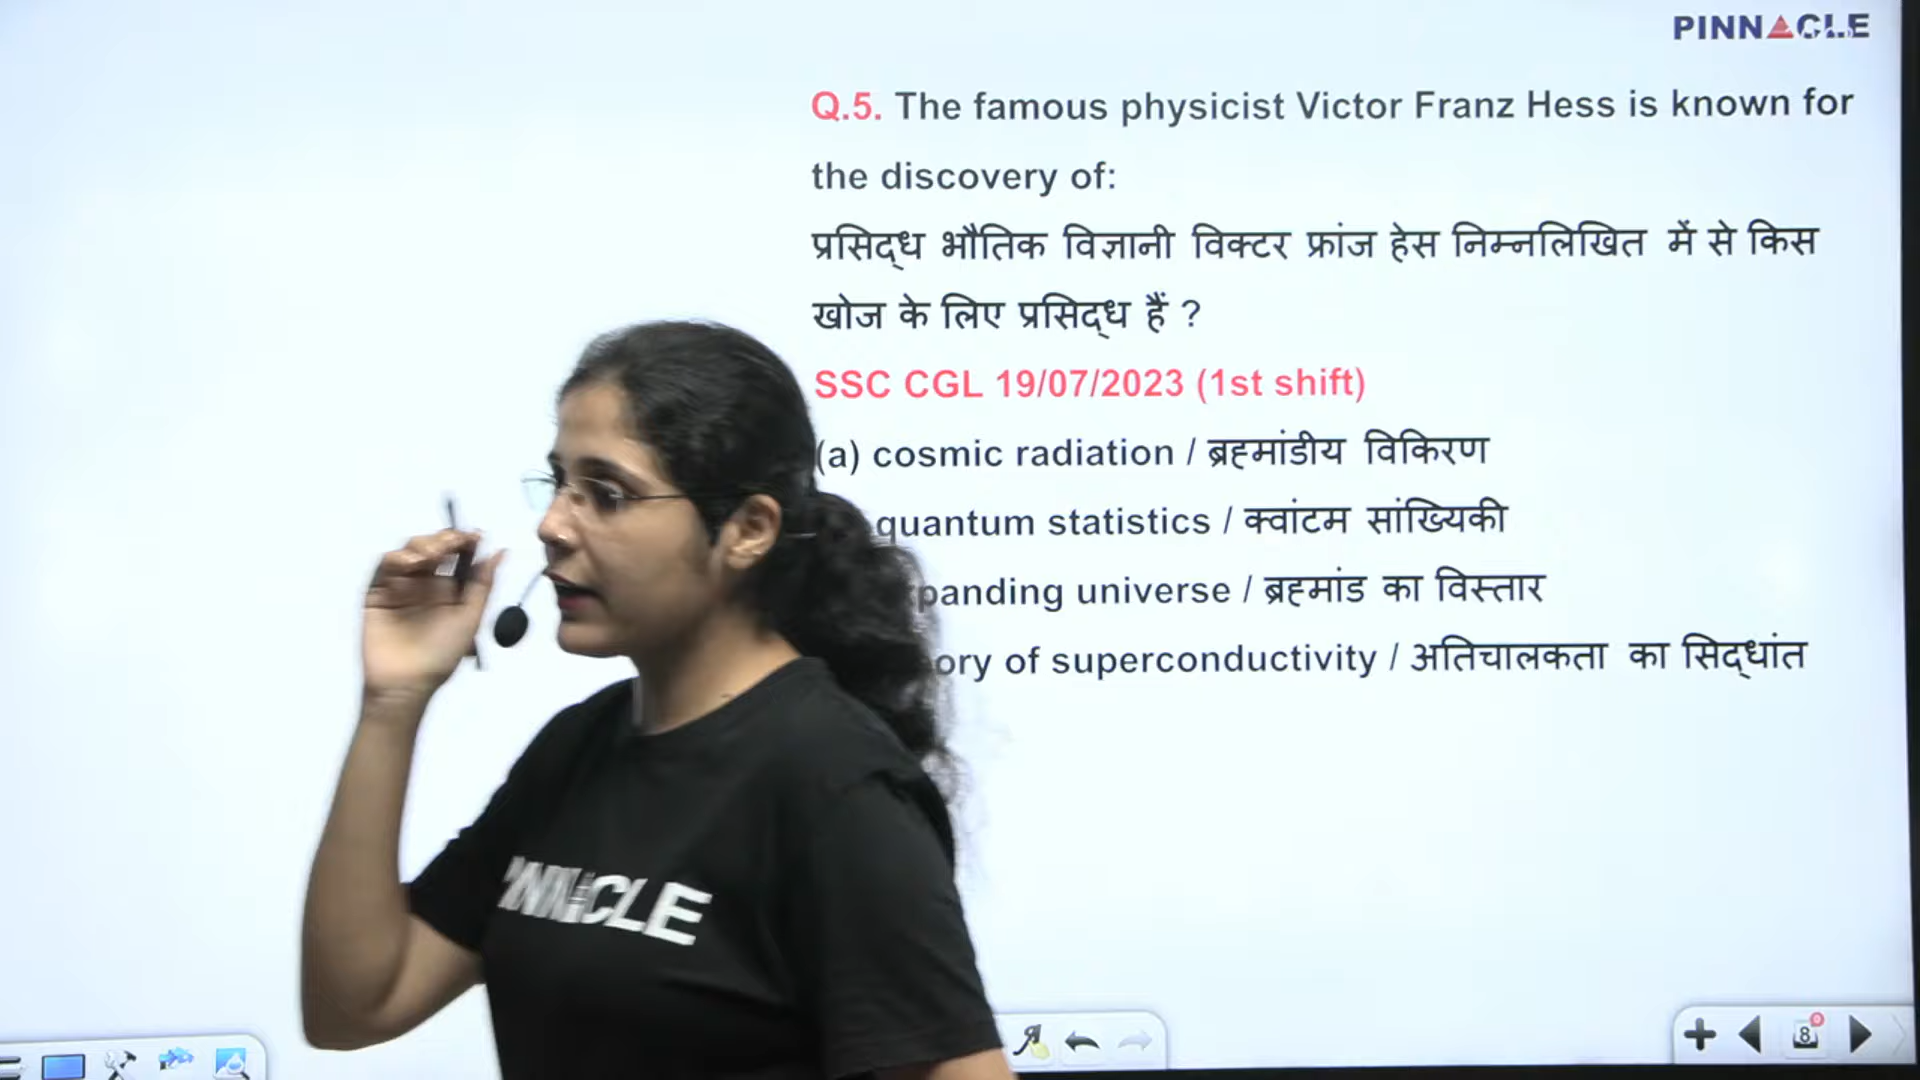 PINNACLE
Q.5. The famous physicist Victor Franz Hess is known for
the discovery of:
प्रसिद्ध भौतिक विज्ञानी विक्टर फ्रांज हेस निम्नलिखित में से किस
खोज के लिए प्रसिद्ध हैं ?
SSC CGL 19/07/2023 (1st shift)
(a) cosmic radiation / ब्रह्मांडीय विकिरण
quantum statistics / क्वांटम सांख्यिकी
universe / ब्रह्मांड का विस्तार
of superconductivity / अतिचालकता का सिद्धांत
PINNACLE
8